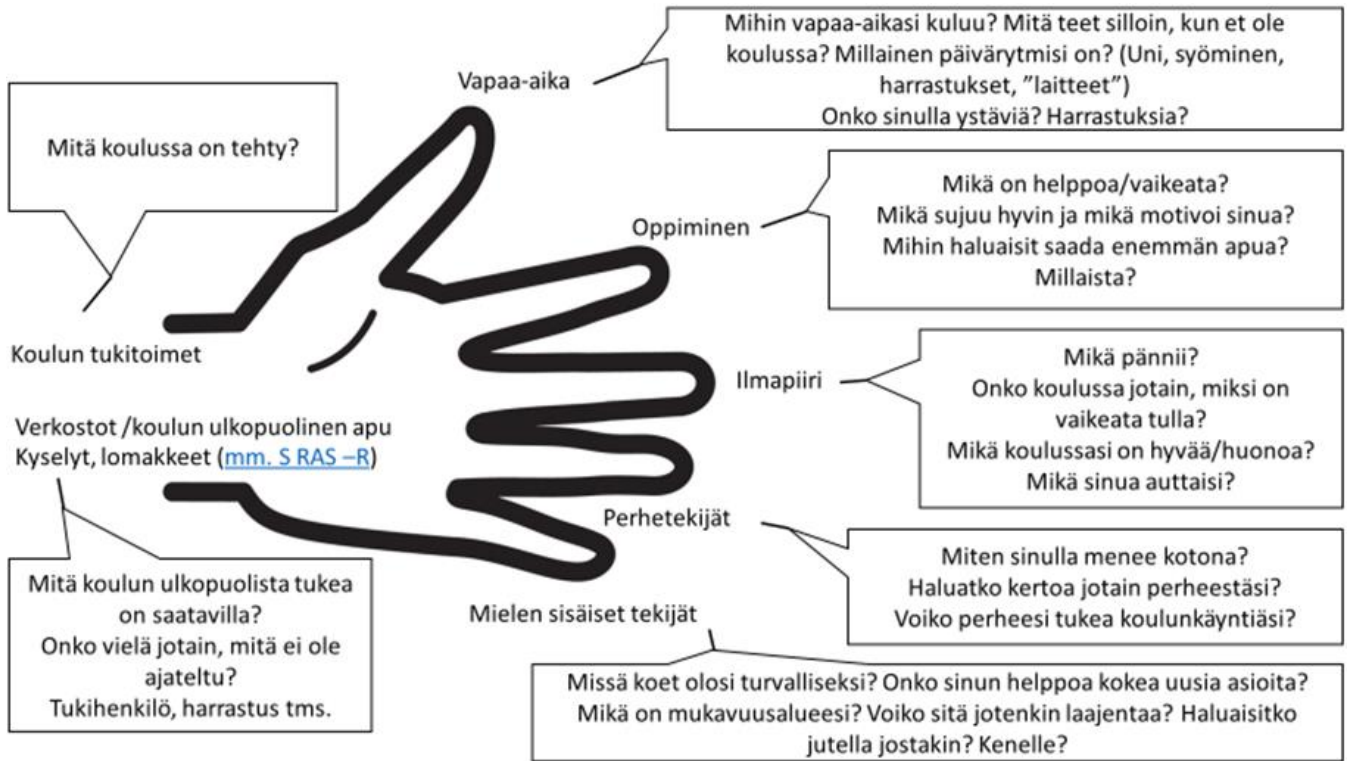 Mihin vapaa-aikasi kuluu? Mitä teet silloin, kun et ole
koulussa? Millainen päivärytmisi on? (Uni, syöminen,
harrastukset, ”laitteet”)
Onko sinulla ystäviä? Harrastuksia?
Vapaa-aika
Mitä koulussa on tehty?
Mikä on helppoa/vaikeata?
Mikä sujuu hyvin ja mikä motivoi sinua?
Mihin haluaisit saada enemmän apua?
Millaista?
Oppiminen
Koulun tukitoimet
Mikä pännii?
Onko koulussa jotain, miksi on
vaikeata tulla?
Mikä koulussasi on hyvää/huonoa?
Mikä sinua auttaisi?
Ilmapiiri
Verkostot /koulun ulkopuolinen apu
Kyselyt, lomakkeet (mm. S RAS –R)
Perhetekijät
Miten sinulla menee kotona?
Haluatko kertoa jotain perheestäsi?
Voiko perheesi tukea koulunkäyntiäsi?
Mitä koulun ulkopuolista tukea
on saatavilla?
Onko vielä jotain, mitä ei ole
ajateltu?
Tukihenkilö, harrastus tms.
Mielen sisäiset tekijät
Missä koet olosi turvalliseksi? Onko sinun helppoa kokea uusia asioita?
Mikä on mukavuusalueesi? Voiko sitä jotenkin laajentaa? Haluaisitko
jutella jostakin? Kenelle?